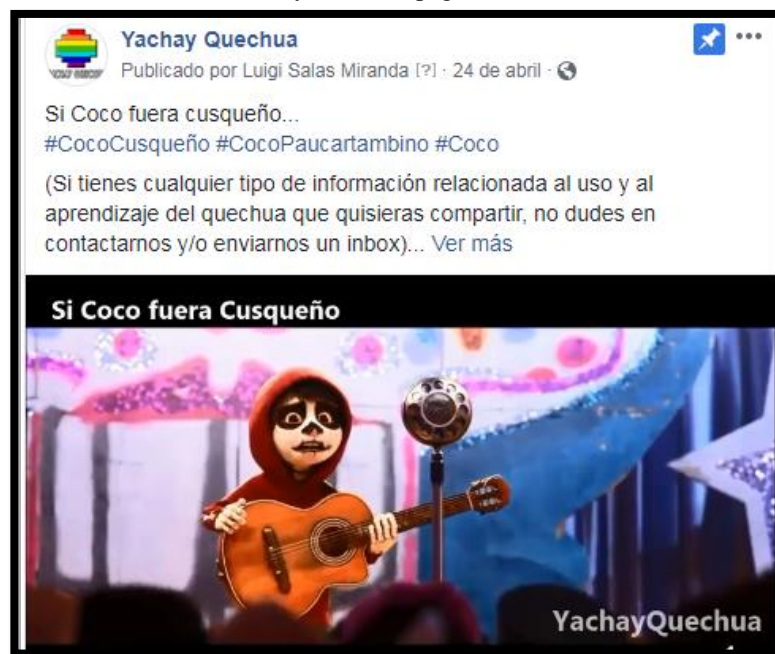 Yachay Quechua
Publicado por Luigi Salas Miranda [?] · 24 de abril ·
Si Coco fuera cusqueño...
#CocoCusqueño #CocoPaucartambino #Coco
(Si tienes cualquier tipo de información relacionada al uso y al
aprendizaje del quechua que quisieras compartir, no dudes en
contactarnos y/o enviarnos un inbox)... Ver más
Si Coco fuera Cusqueño
YachayQuechua